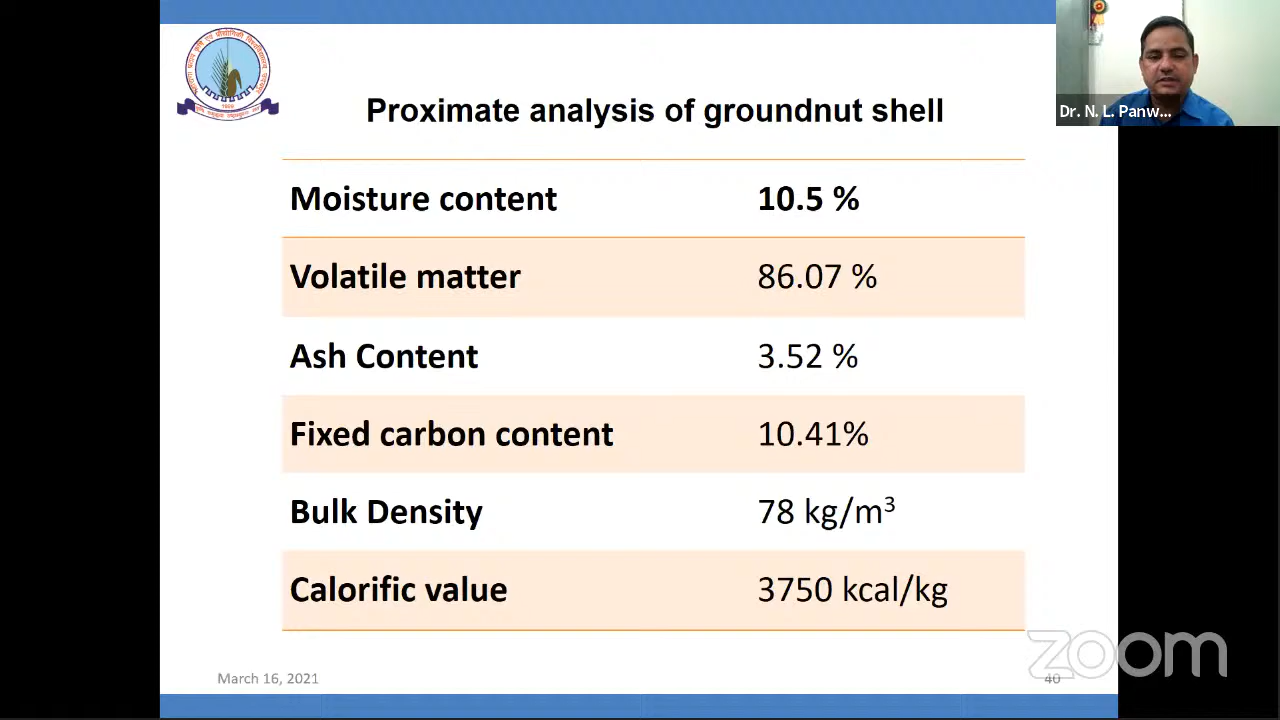 Proximate analysis of groundnut shell
Moisture content 10.5 %
Volatile matter 86.07 %
Ash Content 3.52 %
Fixed carbon content 10.41%
Bulk Density 78 kg/m³
Calorific value 3750 kcal/kg
March 16, 2021
40
Dr. N. L. Panw...
zoom